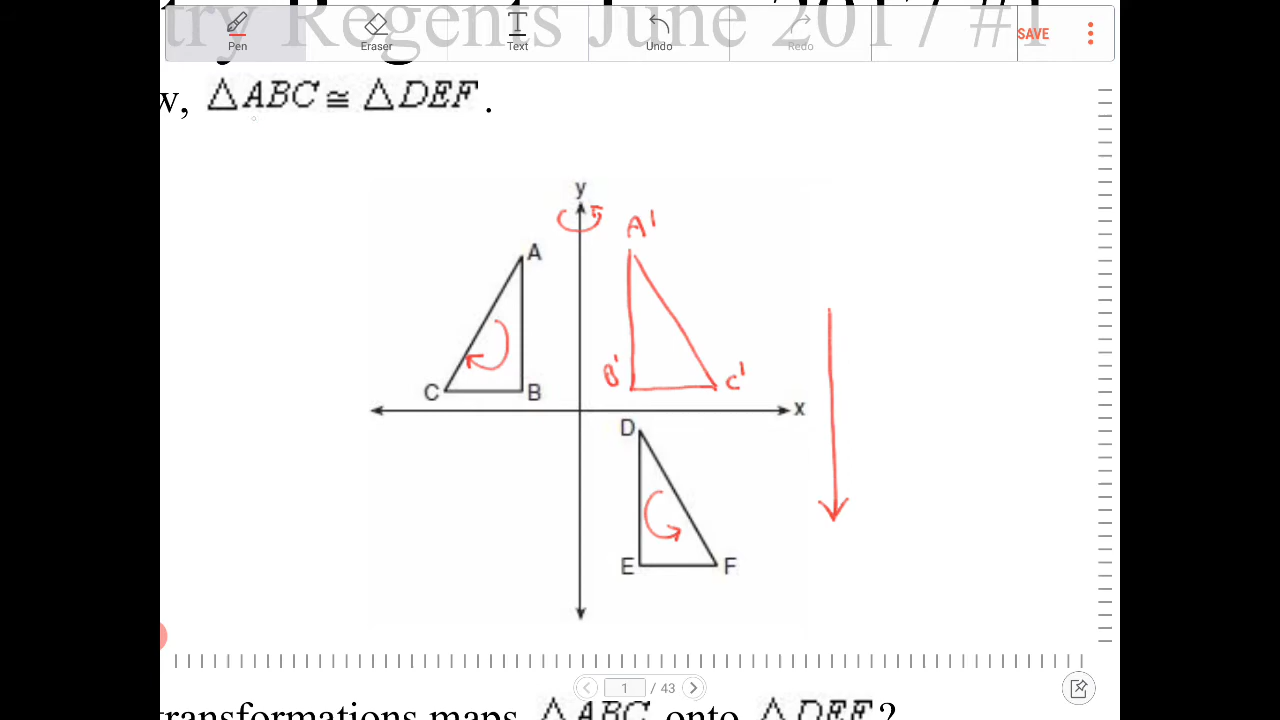 try Regents June 2017 #1
Pen
Eraser
Text
Undo
Redo
SAVE
w, △ABC ≅ △DEF.
y
A'
A
B'
C'
C
B
x
D
E
F
1 / 43
transformations maps △ABC onto △DEF?